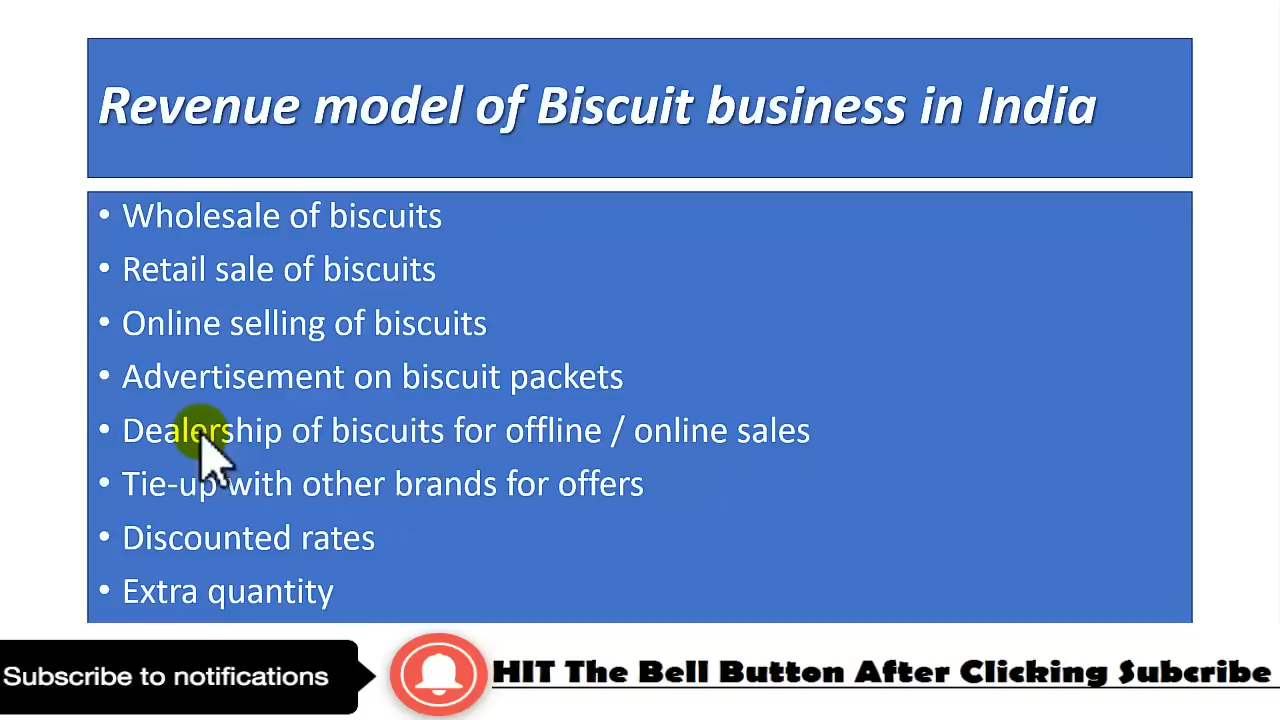 Revenue model of Biscuit business in India
• Wholesale of biscuits
• Retail sale of biscuits
• Online selling of biscuits
• Advertisement on biscuit packets
• Dealership of biscuits for offline / online sales
• Tie-up with other brands for offers
• Discounted rates
• Extra quantity
Subscribe to notifications
HIT The Bell Button After Clicking Subcribe